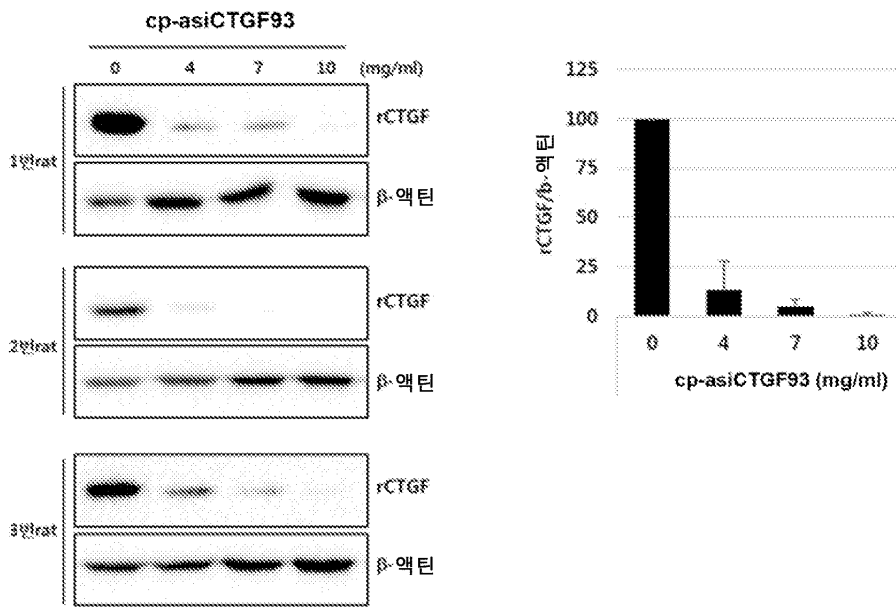 cp-asiCTGF93
0 4 7 10 (mg/ml)
1번rat
rCTGF
β-액틴
2번rat
rCTGF
β-액틴
3번rat
rCTGF
β-액틴
rCTGF/b-액틴
125
100
75
50
25
0
0 4 7 10
cp-asiCTGF93 (mg/ml)